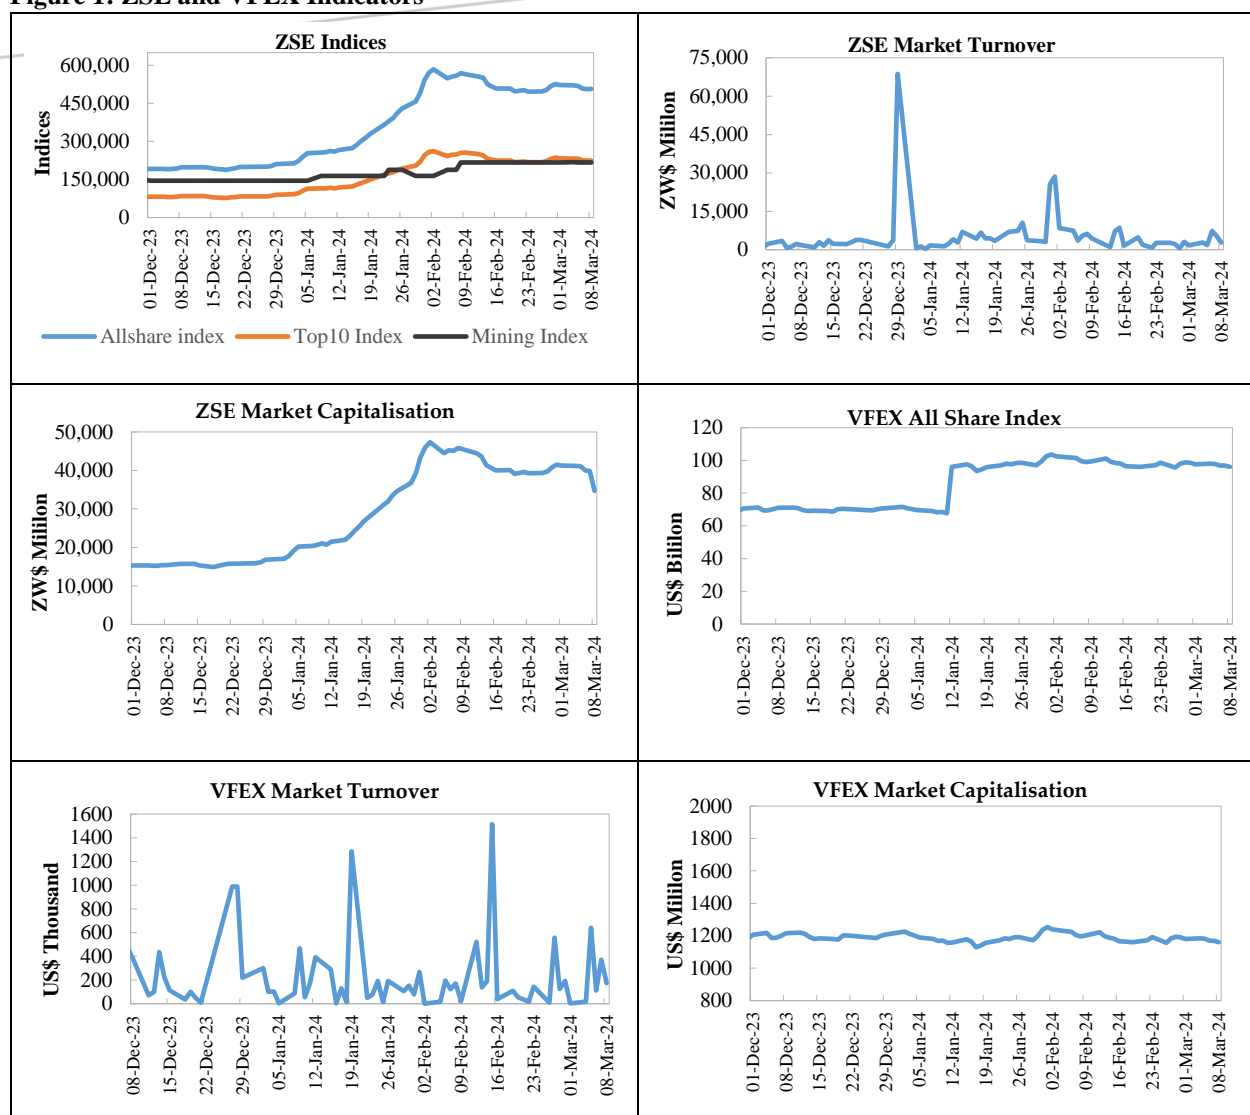 Figure 1: ZSE and VFEX Indicators
ZSE Indices
600,000
450,000
300,000
150,000
0
Indices
01-Dec-23
08-Dec-23
15-Dec-23
22-Dec-23
29-Dec-23
05-Jan-24
12-Jan-24
19-Jan-24
26-Jan-24
02-Feb-24
09-Feb-24
16-Feb-24
23-Feb-24
01-Mar-24
08-Mar-24
Allshare index Top10 Index Mining Index
ZSE Market Turnover
75,000
60,000
45,000
30,000
15,000
0
ZW$ Mililon
01-Dec-23
08-Dec-23
15-Dec-23
22-Dec-23
29-Dec-23
05-Jan-24
12-Jan-24
19-Jan-24
26-Jan-24
02-Feb-24
09-Feb-24
16-Feb-24
23-Feb-24
01-Mar-24
08-Mar-24
ZSE Market Capitalisation
50,000
40,000
30,000
20,000
10,000
0
ZW$ Mililon
01-Dec-23
08-Dec-23
15-Dec-23
22-Dec-23
29-Dec-23
05-Jan-24
12-Jan-24
19-Jan-24
26-Jan-24
02-Feb-24
09-Feb-24
16-Feb-24
23-Feb-24
01-Mar-24
08-Mar-24
VFEX All Share Index
120
100
80
60
40
20
0
US$ Bililon
01-Dec-23
08-Dec-23
15-Dec-23
22-Dec-23
29-Dec-23
05-Jan-24
12-Jan-24
19-Jan-24
26-Jan-24
02-Feb-24
09-Feb-24
16-Feb-24
23-Feb-24
01-Mar-24
08-Mar-24
VFEX Market Turnover
1600
1400
1200
1000
800
600
400
200
0
US$ Thousand
08-Dec-23
15-Dec-23
22-Dec-23
29-Dec-23
05-Jan-24
12-Jan-24
19-Jan-24
26-Jan-24
02-Feb-24
09-Feb-24
16-Feb-24
23-Feb-24
01-Mar-24
08-Mar-24
VFEX Market Capitalisation
2000
1800
1600
1400
1200
1000
800
US$ Mililon
01-Dec-23
08-Dec-23
15-Dec-23
22-Dec-23
29-Dec-23
05-Jan-24
12-Jan-24
19-Jan-24
26-Jan-24
02-Feb-24
09-Feb-24
16-Feb-24
23-Feb-24
01-Mar-24
08-Mar-24